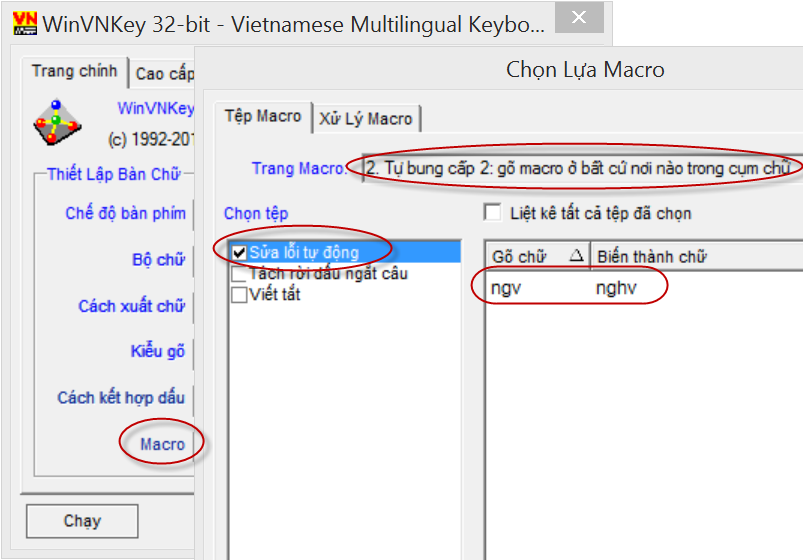 WinVNKey 32-bit - Vietnamese Multilingual Keybo...
Trang chính
Cao cấp
WinVNKey
(c) 1992-201
Thiết Lập Bàn Chữ
Chế độ bàn phím
Bộ chữ
Cách xuất chữ
Kiểu gõ
Cách kết hợp dấu
Macro
Chạy
Chọn Lựa Macro
Tệp Macro
Xử Lý Macro
Trang Macro: 2. Tự bung cấp 2: gõ macro ở bất cứ nơi nào trong cụm chữ
Chọn tệp
Liệt kê tất cả tệp đã chọn
Sửa lỗi tự động
Tách rời dấu ngắt câu
Viết tắt
Gõ chữ Biến thành chữ
ngv nghv